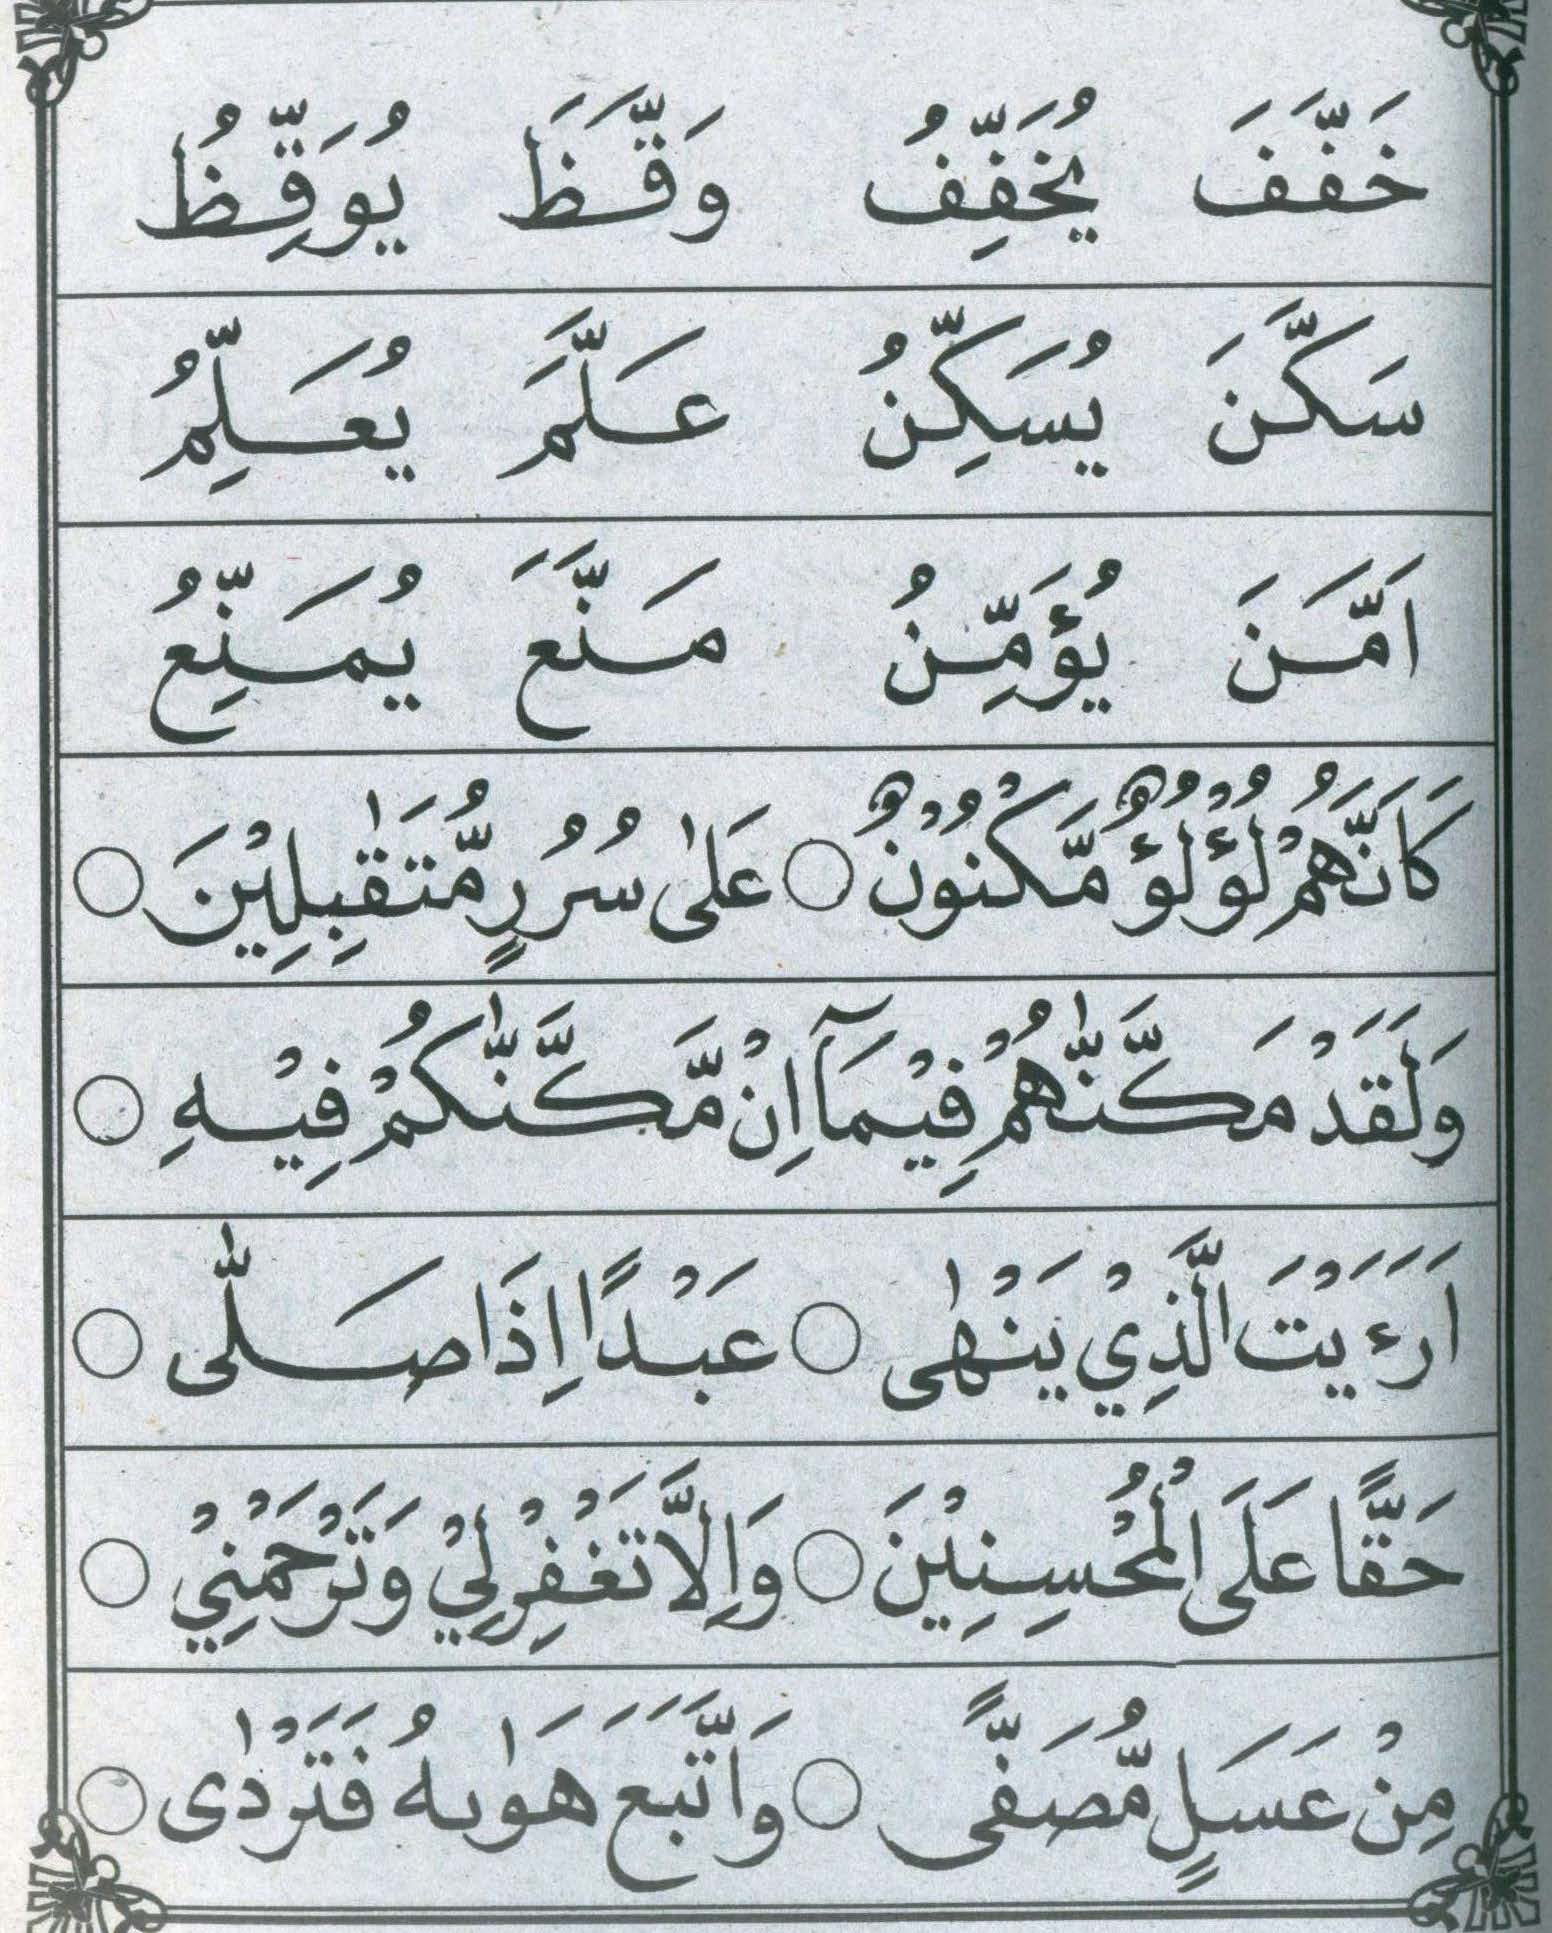 خَفَّفَ يُخَفِّفُ وَقَّظَ يُوَقِّظُ
سَكَّنَ يُسَكِّنُ عَلَّمَ يُعَلِّمُ
اَمَّنَ يُؤَمِّنُ مَنَّعَ يُمَنِّعُ
كَاَنَّهُمْ لُؤْلُؤٌ مَّكْنُوْنٌ ○ عَلٰى سُرُرٍ مُّتَقٰبِلِيْنَ ○
وَلَقَدْ مَكَّنّٰهُمْ فِيْمَآ اِنْ مَّكَّنّٰكُمْ فِيْهِ ○
اَرَءَيْتَ الَّذِيْ يَنْهٰى ○ عَبْدًا اِذَا صَلّٰى ○
حَقًّا عَلَى الْمُحْسِنِيْنَ ○ وَاِلَّا تَغْفِرْلِيْ وَتَرْحَمْنِيْ ○
مِنْ عَسَلٍ مُّصَفًّى ○ وَاتَّبَعَ هَوٰىهُ فَتَرْدٰى ○